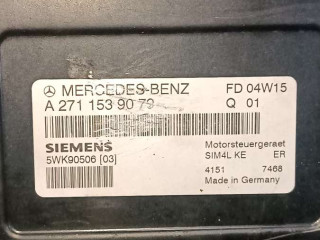 MERCEDES-BENZ FD 04W15
A 271 153 90 79 Q 01
SIEMENS Motorsteuergeraet
5WK90506 [03] SIM4L KE ER
4151 7468
Made in Germany